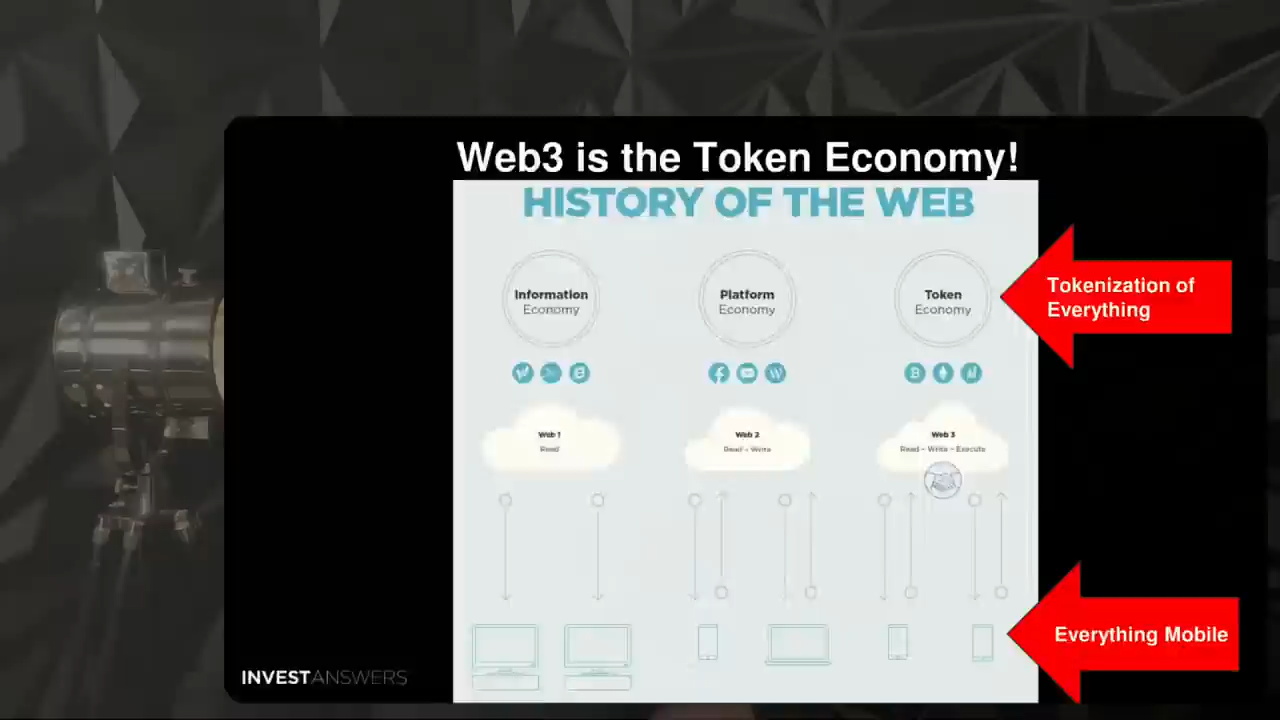 Web3 is the Token Economy!
HISTORY OF THE WEB
Information
Economy
Platform
Economy
Token
Economy
Tokenization of
Everything
Web 1
Read
Web 2
Read - Write
Web 3
Read - Write - Execute
Everything Mobile
INVESTANSWERS